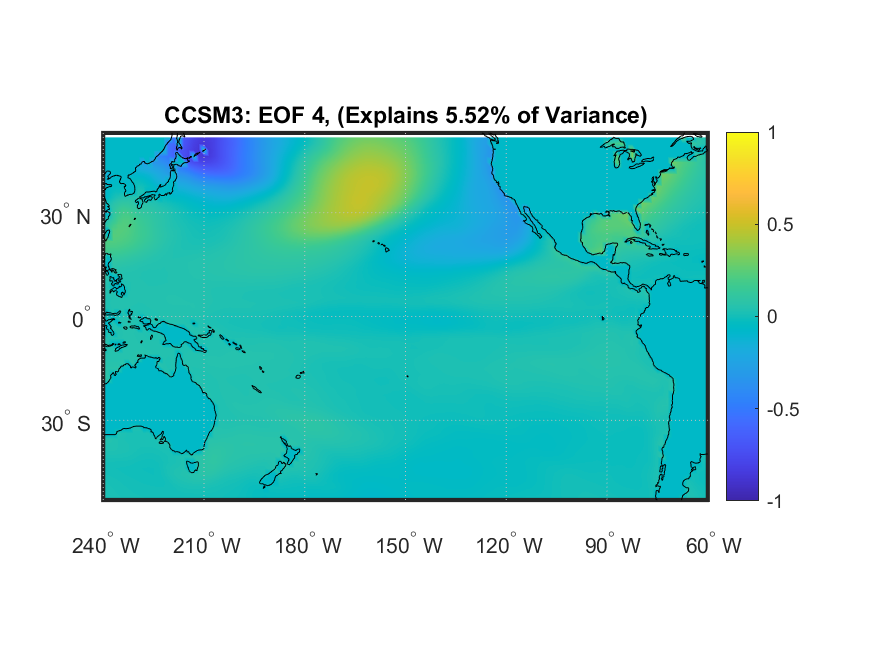 CCSM3: EOF 4, (Explains 5.52% of Variance)
1
0.5
0
-0.5
-1
30° N
0°
30° S
240° W 210° W 180° W 150° W 120° W 90° W 60° W